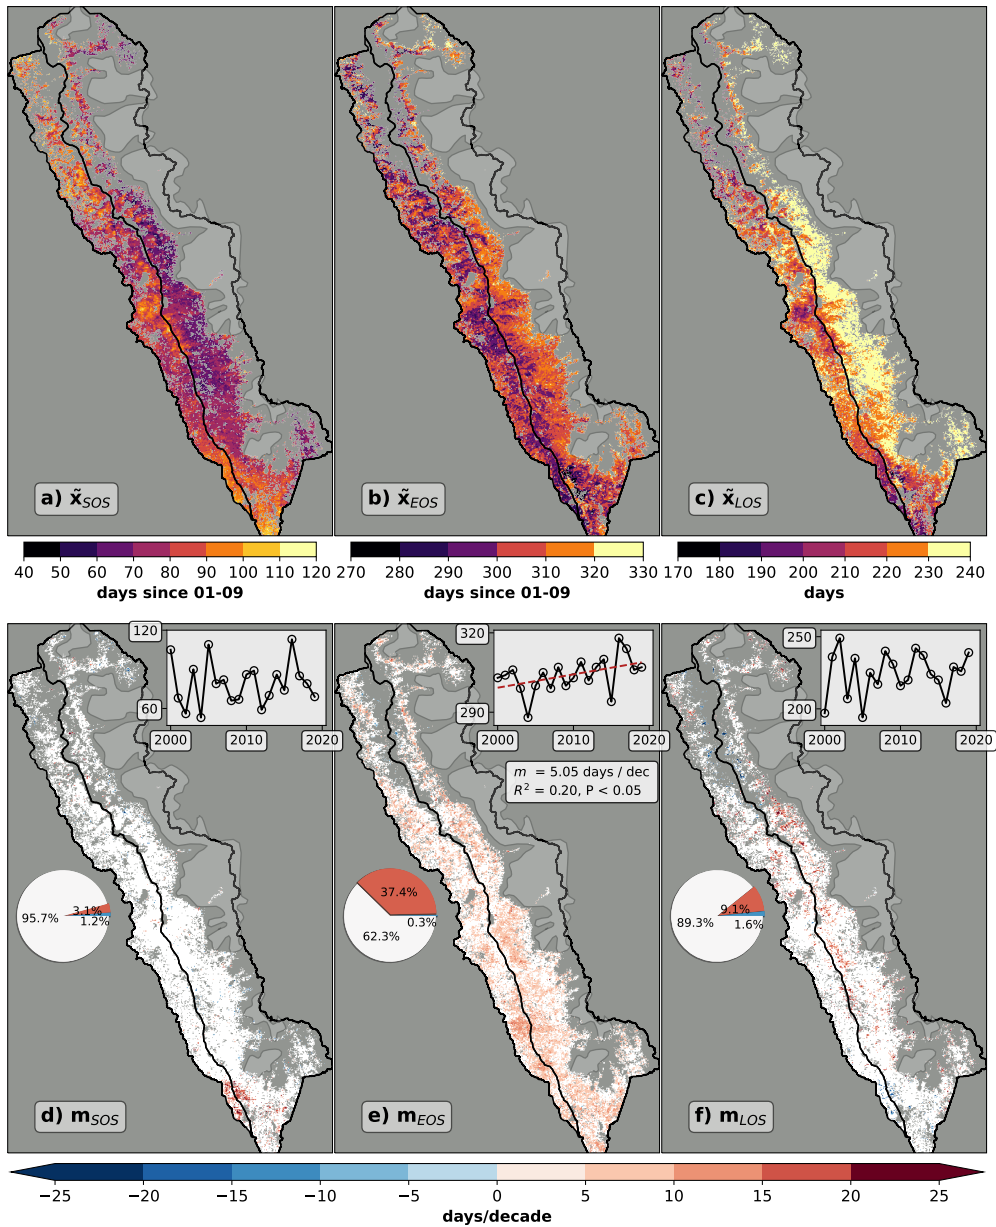 a) x̃SOS
b) x̃EOS
c) x̃LOS
40 50 60 70 80 90 100 110 120
days since 01-09
270 280 290 300 310 320 330
days since 01-09
170 180 190 200 210 220 230 240
days
120
60
2000 2010 2020
320
290
2000 2010 2020
m = 5.05 days / dec
R² = 0.20, P < 0.05
250
200
2000 2010 2020
95.7%
3.1%
1.2%
37.4%
0.3%
62.3%
9.1%
89.3%
1.6%
d) mSOS
e) mEOS
f) mLOS
−25 −20 −15 −10 −5 0 5 10 15 20 25
days/decade